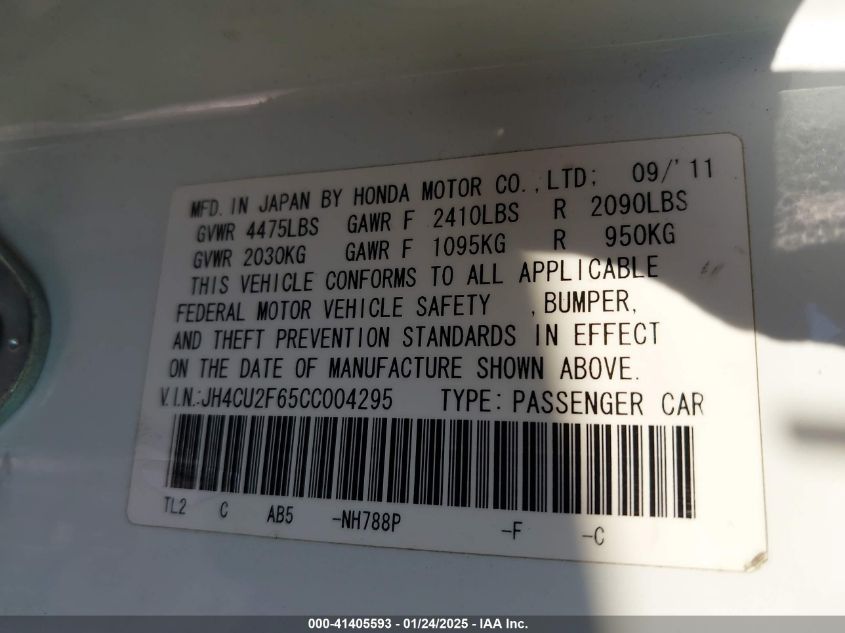 MFD. IN JAPAN BY HONDA MOTOR CO., LTD; 09/'11
GVWR 4475LBS GAWR F 2410LBS R 2090LBS
GVWR 2030KG GAWR F 1095KG R 950KG
THIS VEHICLE CONFORMS TO ALL APPLICABLE
FEDERAL MOTOR VEHICLE SAFETY , BUMPER,
AND THEFT PREVENTION STANDARDS IN EFFECT
ON THE DATE OF MANUFACTURE SHOWN ABOVE.
V.I.N.:JH4CU2F65CC004295 TYPE: PASSENGER CAR
TL2 C AB5 -NH788P -F -C
000-41405593 - 01/24/2025 - IAA Inc.